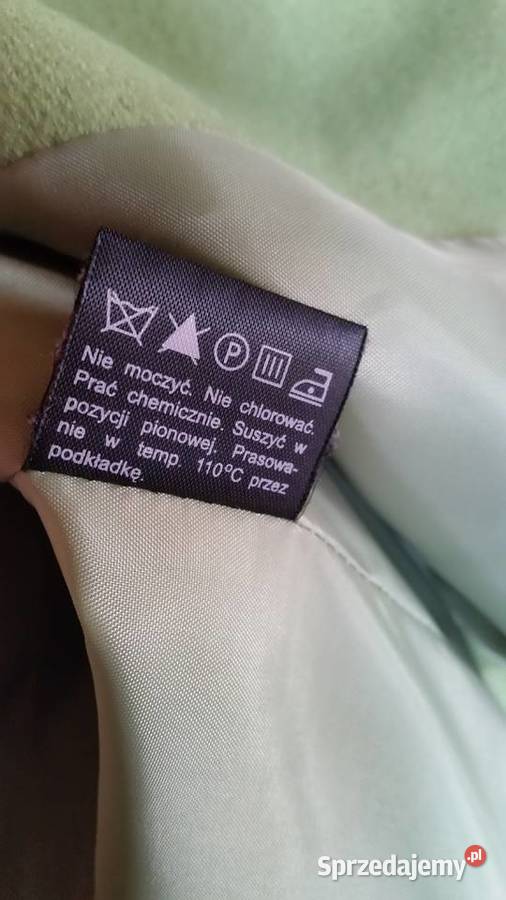 P
Nie moczyć. Nie chlorować.
Prać chemicznie. Suszyć w
pozycji pionowej. Prasowa-
nie w temp. 110°C przez
podkładkę.
Sprzedajemy.pl